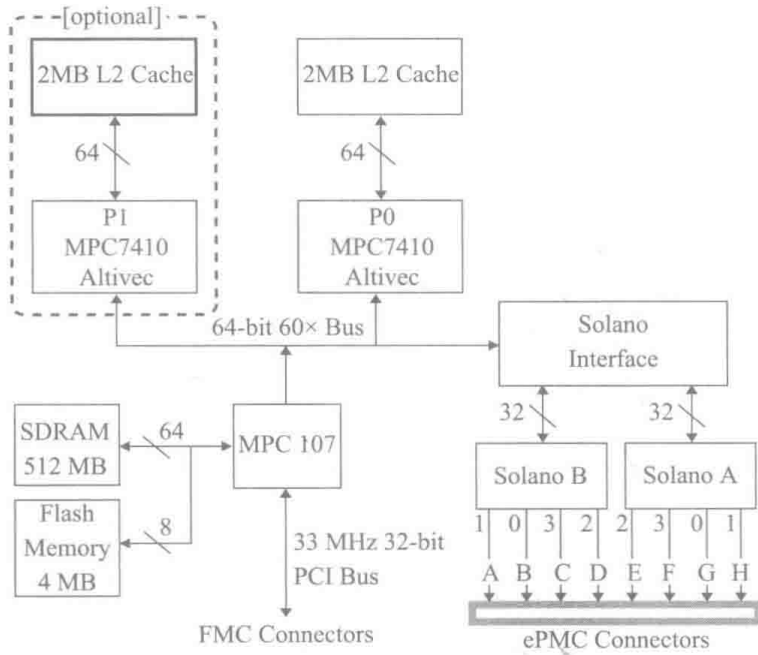 [optional]
2MB L2 Cache
2MB L2 Cache
64
64
P1
MPC7410
Altivec
P0
MPC7410
Altivec
64-bit 60× Bus
Solano
Interface
32
32
SDRAM
512 MB
64
MPC 107
Solano B
Solano A
Flash
Memory
4 MB
8
1 0 3 2 2 3 0 1
33 MHz 32-bit
PCI Bus
A B C D E F G H
FMC Connectors
ePMC Connectors